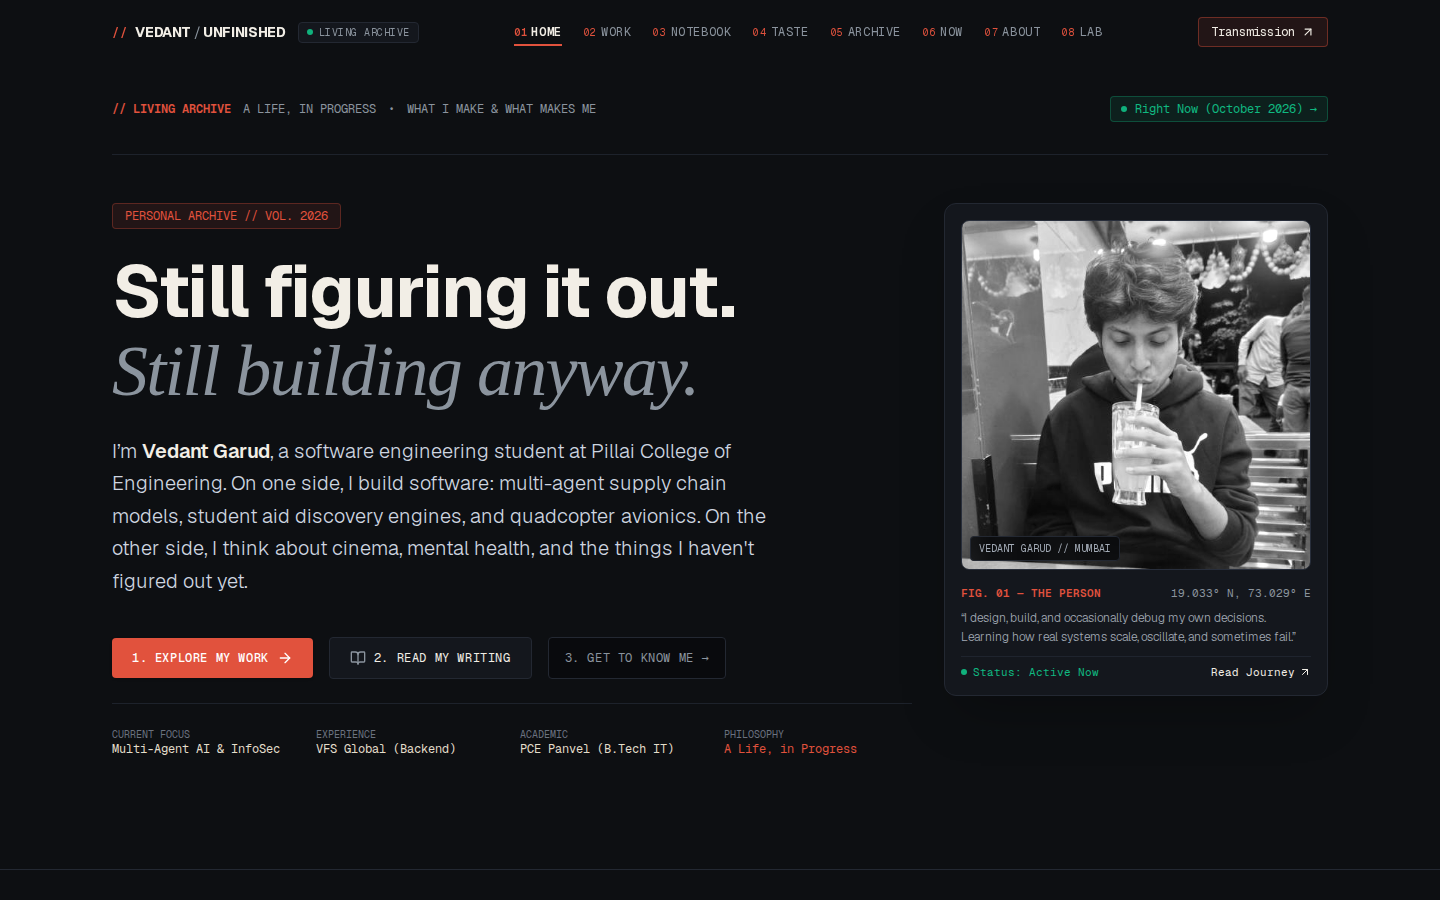 // VEDANT / UNFINISHED
LIVING ARCHIVE
01 HOME
02 WORK
03 NOTEBOOK
04 TASTE
05 ARCHIVE
06 NOW
07 ABOUT
08 LAB
Transmission ↗
// LIVING ARCHIVE A LIFE, IN PROGRESS • WHAT I MAKE & WHAT MAKES ME
Right Now (October 2026) →
PERSONAL ARCHIVE // VOL. 2026
Still figuring it out.
Still building anyway.
I'm Vedant Garud, a software engineering student at Pillai College of
Engineering. On one side, I build software: multi-agent supply chain
models, student aid discovery engines, and quadcopter avionics. On the
other side, I think about cinema, mental health, and the things I haven't
figured out yet.
1. EXPLORE MY WORK →
2. READ MY WRITING
3. GET TO KNOW ME →
CURRENT FOCUS
Multi-Agent AI & InfoSec
EXPERIENCE
VFS Global (Backend)
ACADEMIC
PCE Panvel (B.Tech IT)
PHILOSOPHY
A Life, in Progress
VEDANT GARUD // MUMBAI
FIG. 01 — THE PERSON
19.033° N, 73.029° E
"I design, build, and occasionally debug my own decisions.
Learning how real systems scale, oscillate, and sometimes fail."
Status: Active Now
Read Journey ↗